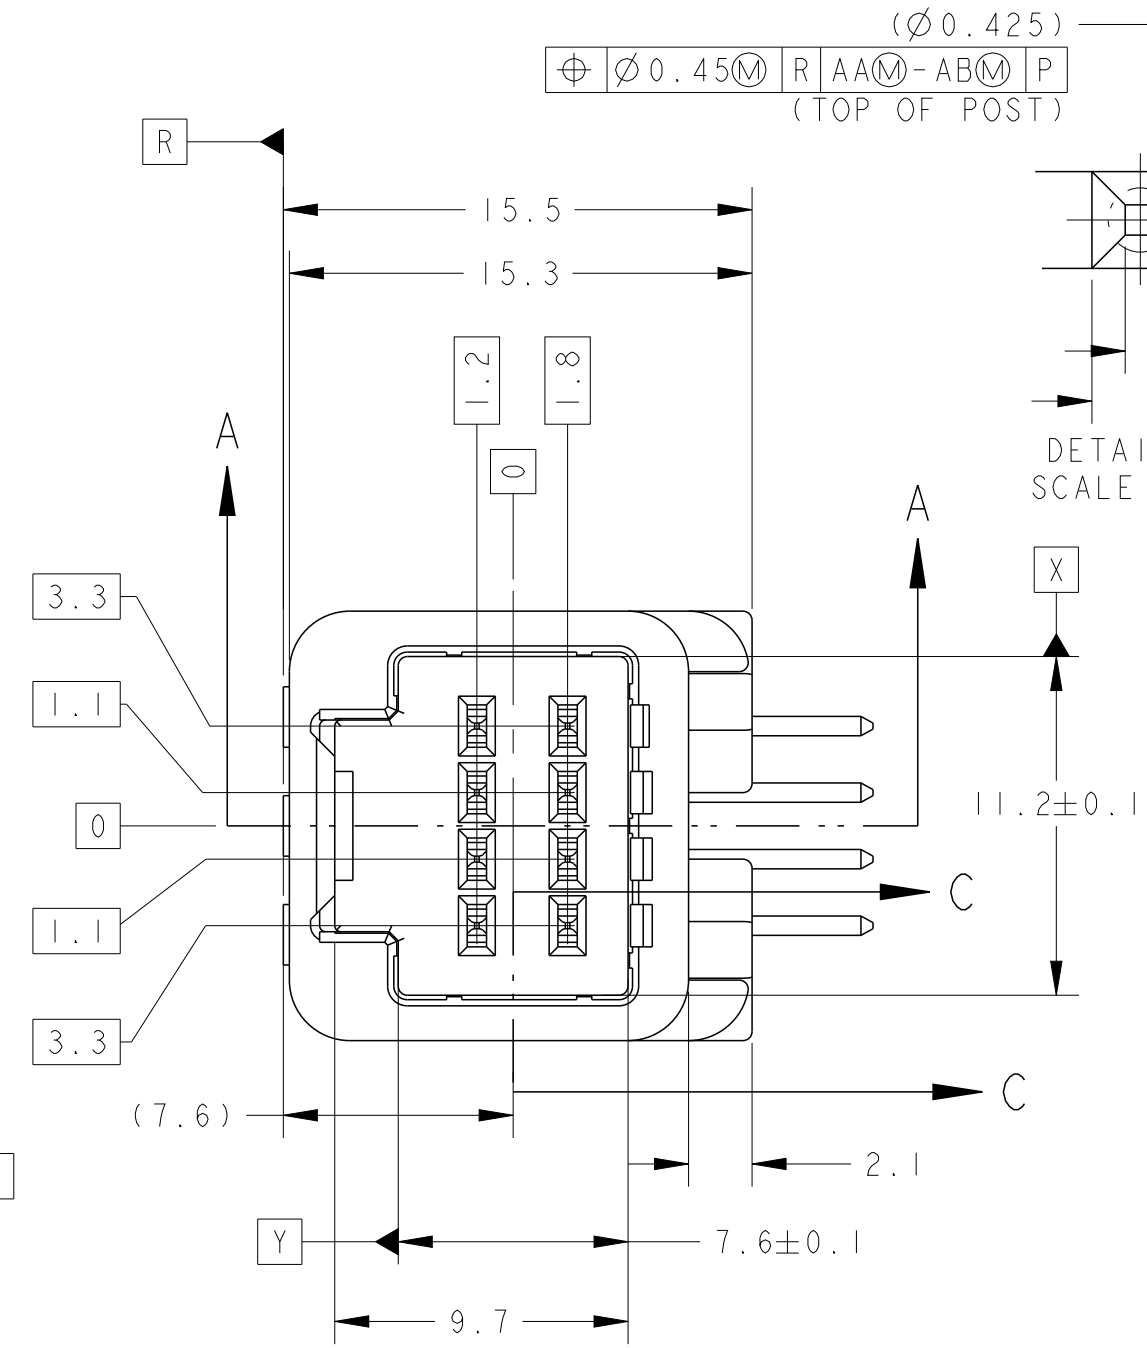 (Ø0.425)
⌖ Ø0.45Ⓜ R AAⓂ-ABⓂ P
(TOP OF POST)
R
15.5
15.3
1.2
1.8
0
A
A
DETAI
SCALE
X
3.3
1.1
0
11.2±0.1
1.1
C
3.3
C
(7.6)
2.1
Y
7.6±0.1
9.7